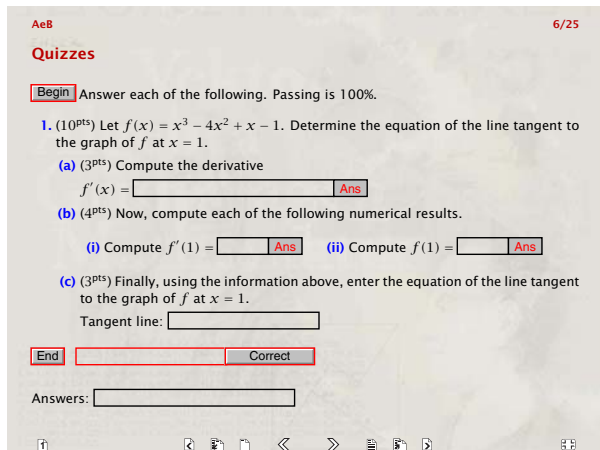 AeB 6/25
Quizzes
Begin Answer each of the following. Passing is 100%.
1. (10pts) Let f(x) = x³ − 4x² + x − 1. Determine the equation of the line tangent to
the graph of f at x = 1.
(a) (3pts) Compute the derivative
f′(x) = Ans
(b) (4pts) Now, compute each of the following numerical results.
(i) Compute f′(1) = Ans (ii) Compute f(1) = Ans
(c) (3pts) Finally, using the information above, enter the equation of the line tangent
to the graph of f at x = 1.
Tangent line:
End Correct
Answers: